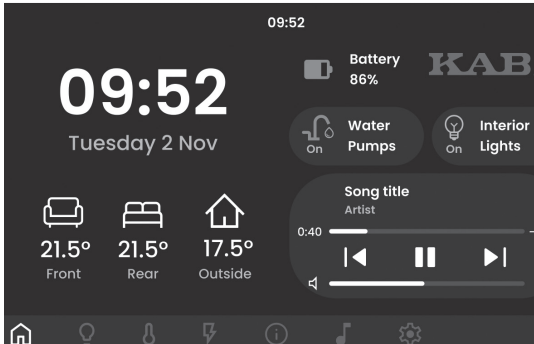 09:52
09:52
Tuesday 2 Nov
Battery
86%
KAB
Water
Pumps
On
Interior
Lights
On
Song title
Artist
0:40
21.5°
Front
21.5°
Rear
17.5°
Outside